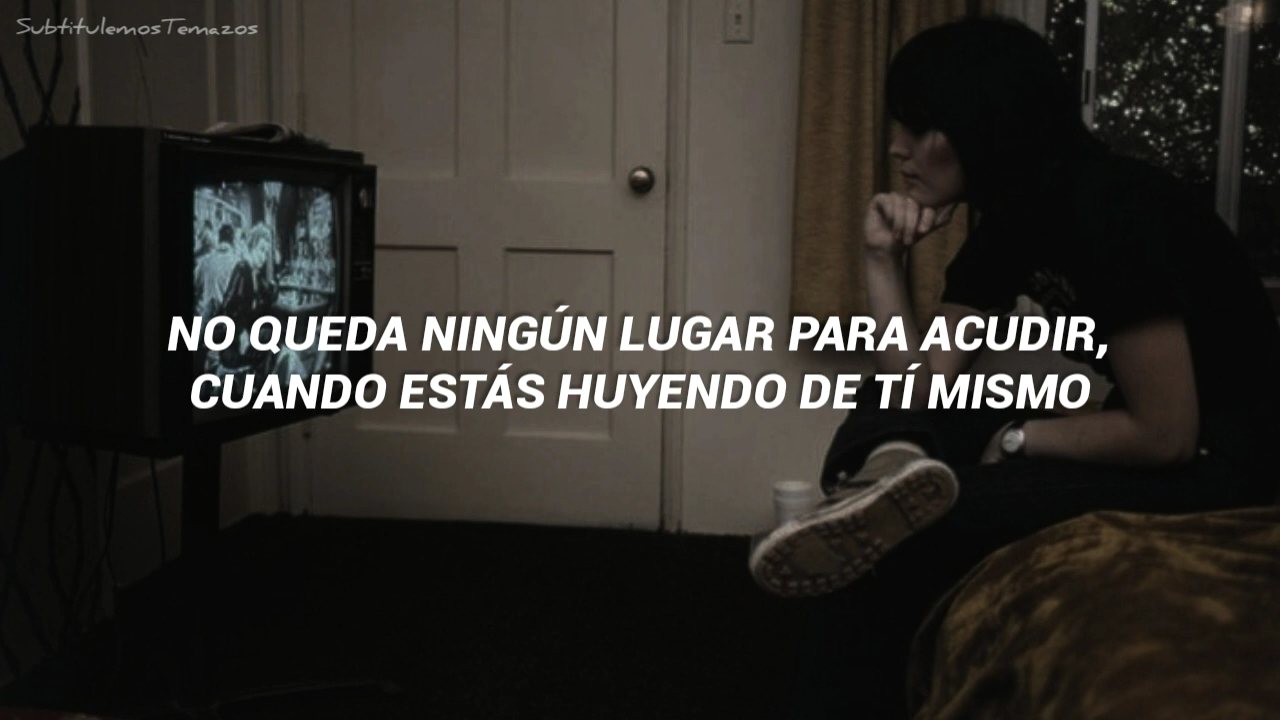 SubtitulemosTemazos
NO QUEDA NINGÚN LUGAR PARA ACUDIR,
CUANDO ESTÁS HUYENDO DE TÍ MISMO